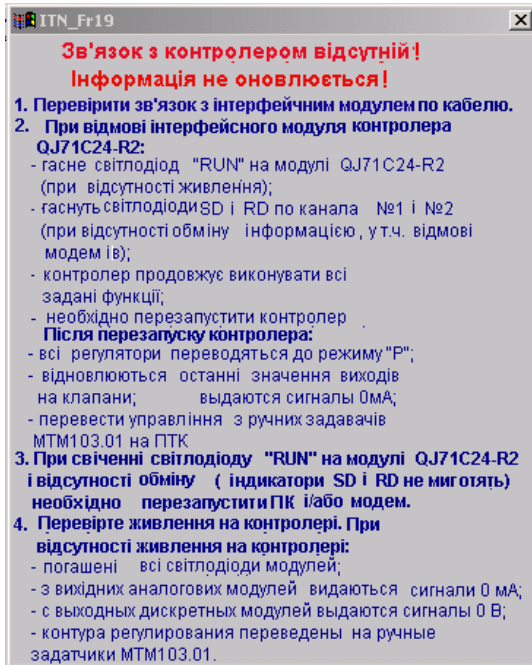 ITN_Fr19
Зв'язок з контролером відсутній!
Інформація не оновлюється!
1. Перевірити зв'язок з інтерфейчним модулем по кабелю.
2. При відмові інтерфейсного модуля контролера
QJ71C24-R2:
- гасне світлодіод "RUN" на модулі QJ71C24-R2
(при відсутності живлення);
- гаснуть світлодіоди SD і RD по канала №1 і №2
(при відсутності обміну інформацією, у т.ч. відмові
модем ів);
- контролер продовжує виконувати всі
задані функції;
- необхідно перезапустити контролер
Після перезапуску контролера:
- всі регулятори переводяться до режиму "Р";
- відновлюються останні значення виходів
на клапани; выдаются сигналы 0мА;
- перевести управління з ручних задавачів
МТМ103.01 на ПТК
3. При свіченні світлодіоду "RUN" на модулі QJ71C24-R2
і відсутності обміну ( індикатори SD і RD не миготять)
необхідно перезапустити ПК і/або модем.
4. Перевірте живлення на контролері. При
відсутності живлення на контролері:
- погашені всі світлодіоди модулей;
- з вихідних аналогових модулей видаються сигнали 0 мА;
- с выходных дискретных модулей выдаются сигналы 0 В;
- контура регулирования переведены на ручные
задатчики МТМ103.01.